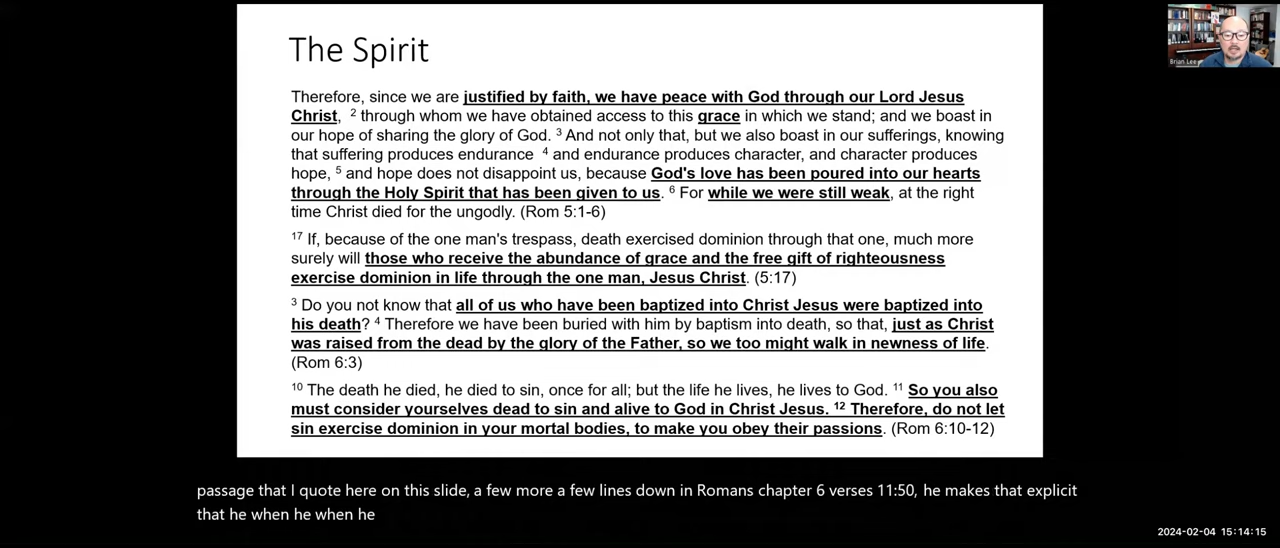 The Spirit
Therefore, since we are justified by faith, we have peace with God through our Lord Jesus
Christ, 2 through whom we have obtained access to this grace in which we stand; and we boast in
our hope of sharing the glory of God. 3 And not only that, but we also boast in our sufferings, knowing
that suffering produces endurance 4 and endurance produces character, and character produces
hope, 5 and hope does not disappoint us, because God's love has been poured into our hearts
through the Holy Spirit that has been given to us. 6 For while we were still weak, at the right
time Christ died for the ungodly. (Rom 5:1-6)
17 If, because of the one man's trespass, death exercised dominion through that one, much more
surely will those who receive the abundance of grace and the free gift of righteousness
exercise dominion in life through the one man, Jesus Christ. (5:17)
3 Do you not know that all of us who have been baptized into Christ Jesus were baptized into
his death? 4 Therefore we have been buried with him by baptism into death, so that, just as Christ
was raised from the dead by the glory of the Father, so we too might walk in newness of life.
(Rom 6:3)
10 The death he died, he died to sin, once for all; but the life he lives, he lives to God. 11 So you also
must consider yourselves dead to sin and alive to God in Christ Jesus. 12 Therefore, do not let
sin exercise dominion in your mortal bodies, to make you obey their passions. (Rom 6:10-12)
Brian Lee
passage that I quote here on this slide, a few more a few lines down in Romans chapter 6 verses 11:50, he makes that explicit
that he when he when he
2024-02-04 15:14:15